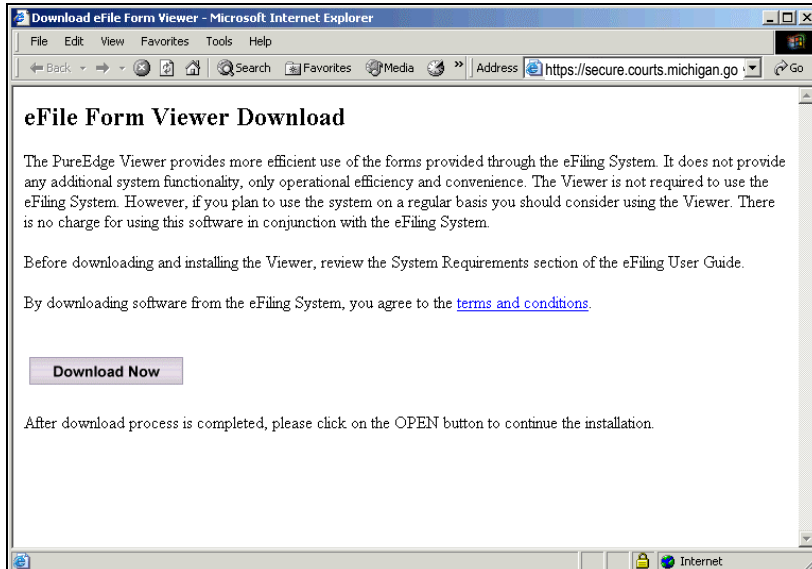 Download eFile Form Viewer - Microsoft Internet Explorer
File Edit View Favorites Tools Help
Back Search Favorites Media » Address https://secure.courts.michigan.go Go
eFile Form Viewer Download
The PureEdge Viewer provides more efficient use of the forms provided through the eFiling System. It does not provide
any additional system functionality, only operational efficiency and convenience. The Viewer is not required to use the
eFiling System. However, if you plan to use the system on a regular basis you should consider using the Viewer. There
is no charge for using this software in conjunction with the eFiling System.
Before downloading and installing the Viewer, review the System Requirements section of the eFiling User Guide.
By downloading software from the eFiling System, you agree to the terms and conditions.
Download Now
After download process is completed, please click on the OPEN button to continue the installation.
Internet